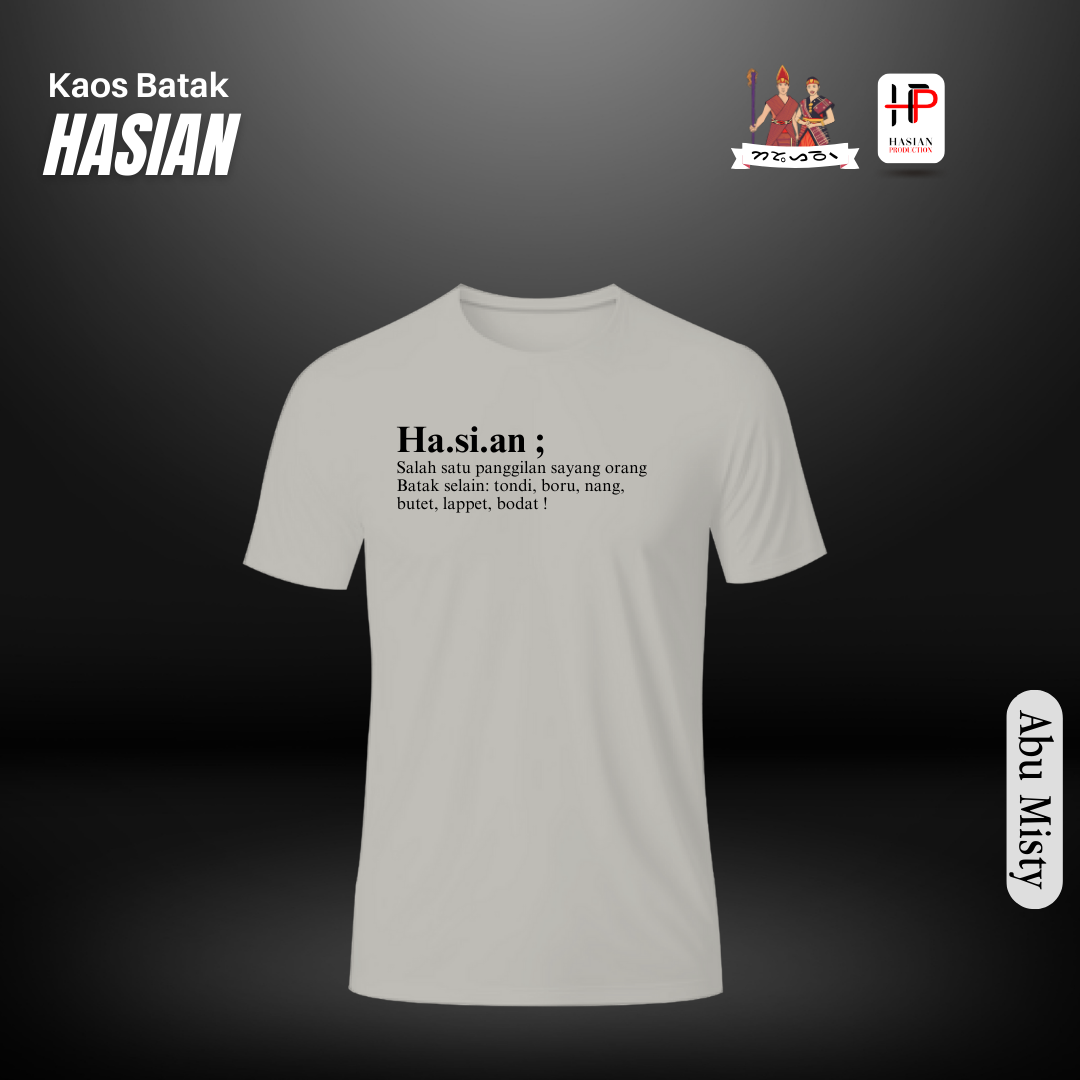 Kaos Batak
HASIAN
HP
HASIAN
PRODUCTION
Ha.si.an ;
Salah satu panggilan sayang orang
Batak selain: tondi, boru, nang,
butet, lappet, bodat !
Abu Misty